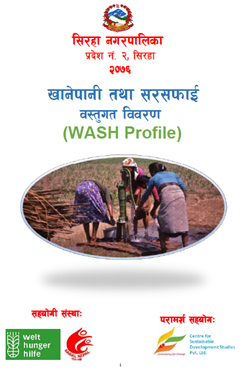 सिरहा नगरपालिका
प्रदेश नं. २, सिरहा
२०७६
खानेपानी तथा सरसफाई
वस्तुगत विवरण
(WASH Profile)
सहयोगी संस्थाः
परामर्श सहयोगः
welt
hunger
hilfe
Centre for
Sustainable
Development Studies
Pvt. Ltd.
i